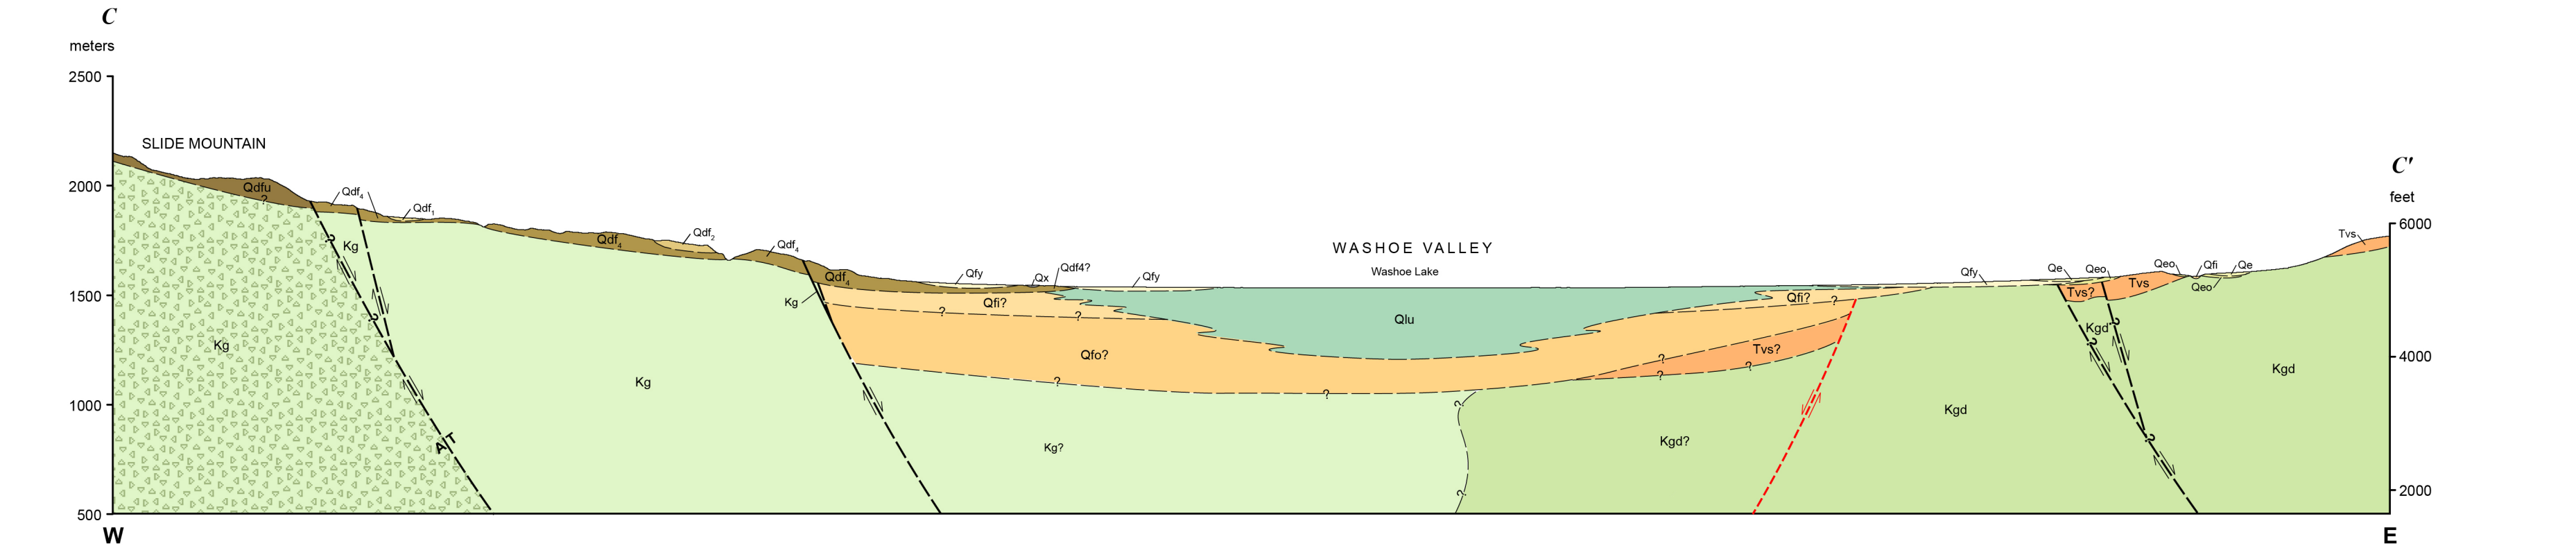 C
meters
2500
SLIDE MOUNTAIN
C'
2000
Qdfu
?
Qdf4
feet
Qdf1
6000
?
Kg
Qdf4
Qdf2
Qdf4
WASHOE VALLEY
Tvs
Washoe Lake
Qdf4
Qfy
Qx
Qdf4?
Qfy
Qfy
Qe
Qeo
Qeo
Qfi
Qe
1500
Kg
Qfi?
Qfi?
?
Tvs?
Tvs
Qeo
?
?
?
Qlu
Kgd
?
?
Kg
Qfo?
?
Tvs?
4000
Kg
?
?
?
?
Kgd
1000
?
Kgd
T
A
Kg?
Kgd?
?
500
?
2000
W
E